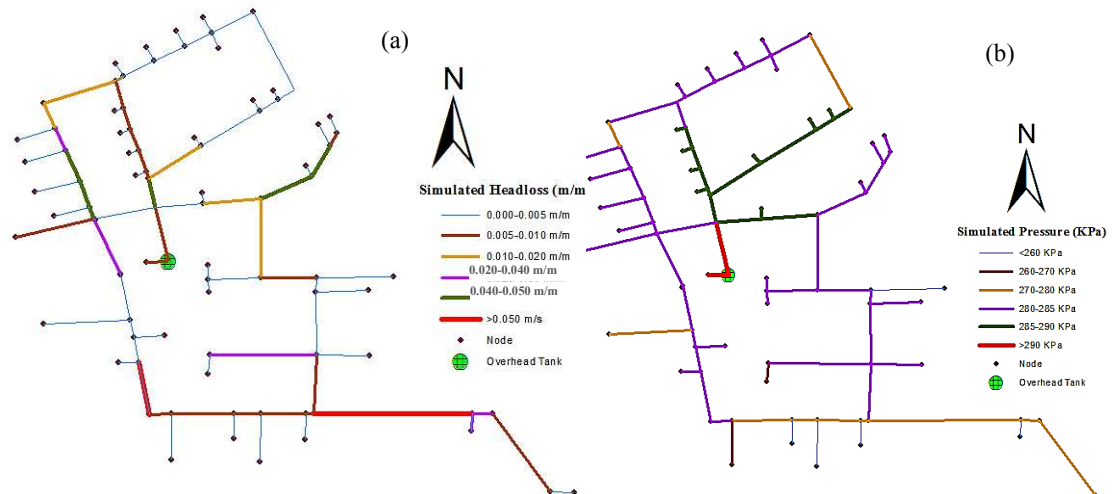 (a)
N
Simulated Headloss (m/m
0.000-0.005 m/m
0.005-0.010 m/m
0.010-0.020 m/m
0.020-0.040 m/m
0.040-0.050 m/m
>0.050 m/s
Node
Overhead Tank
(b)
N
Simulated Pressure (KPa)
<260 KPa
260-270 KPa
270-280 KPa
280-285 KPa
285-290 KPa
>290 KPa
Node
Overhead Tank